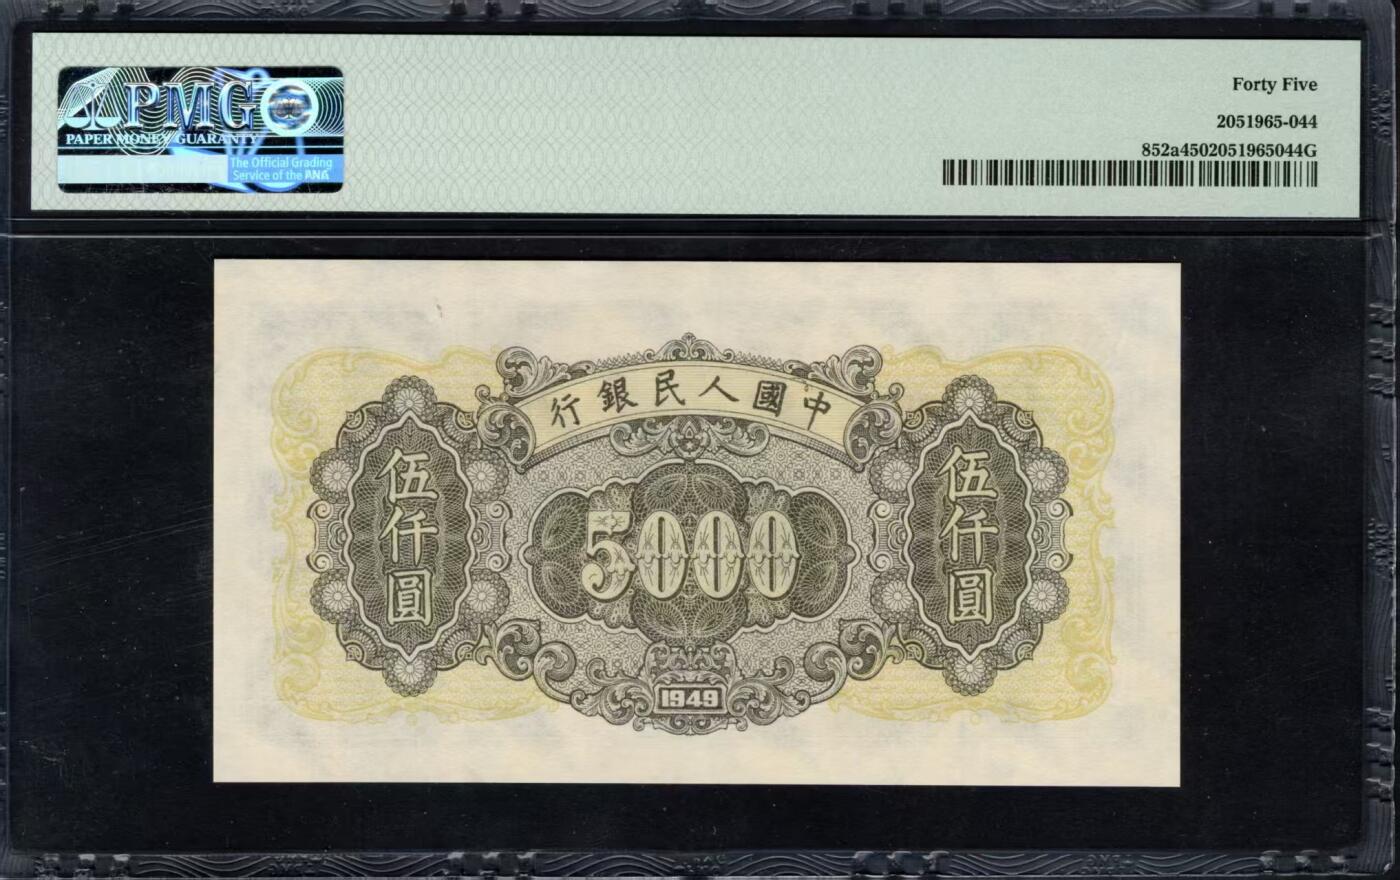 PMG
PAPER MONEY GUARANTY
The Official Grading
Service of the ANA
Forty Five
2051965-044
852a4502051965044G
行銀民人國中
伍仟圓
5000
伍仟圓
1949